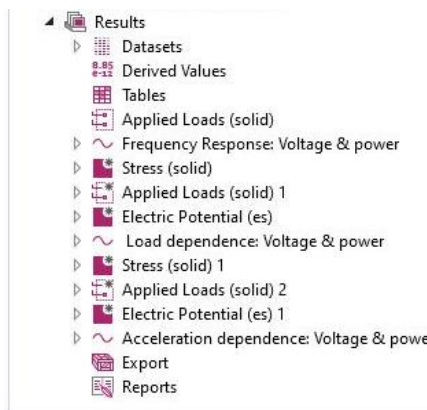 Results
Datasets
8.85
e-12 Derived Values
Tables
Applied Loads (solid)
Frequency Response: Voltage & power
Stress (solid)
Applied Loads (solid) 1
Electric Potential (es)
Load dependence: Voltage & power
Stress (solid) 1
Applied Loads (solid) 2
Electric Potential (es) 1
Acceleration dependence: Voltage & powe
Export
Reports